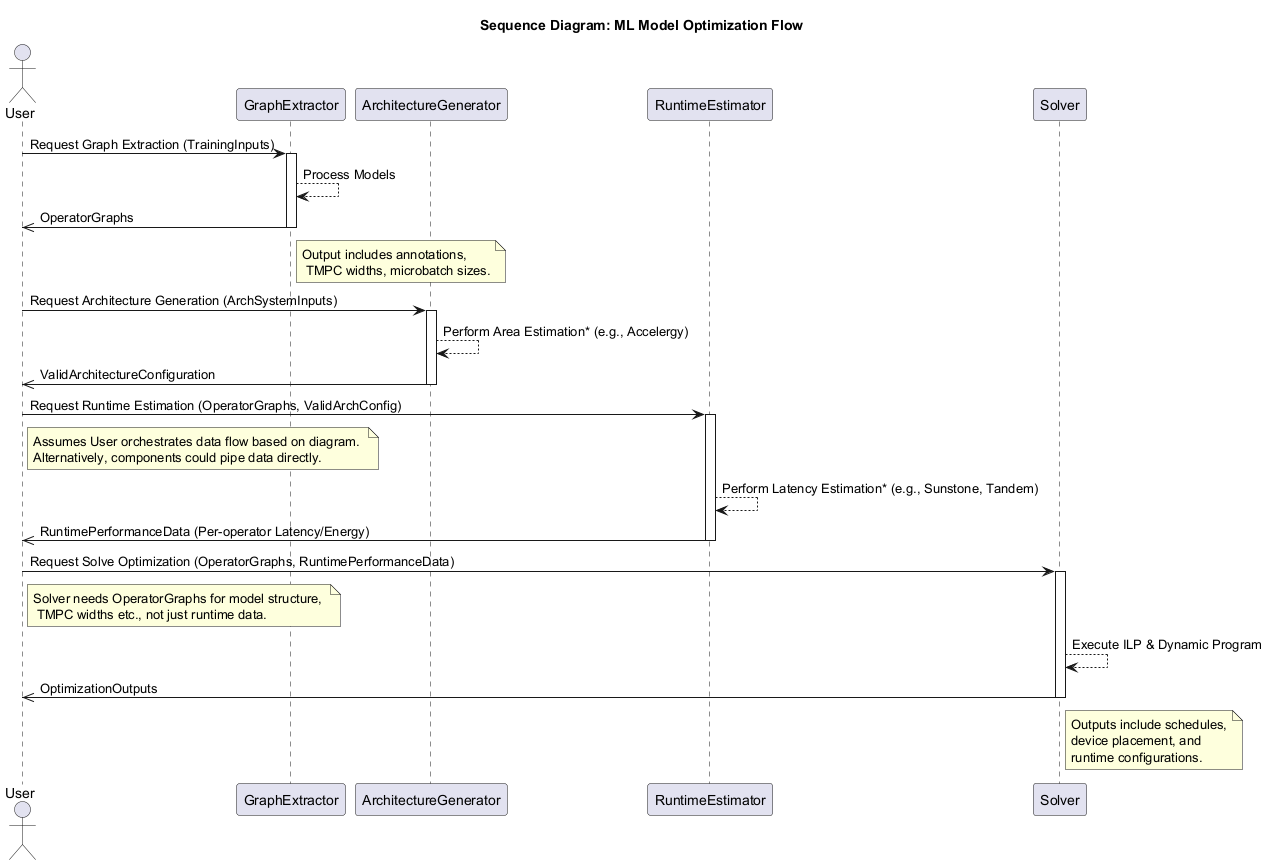 Sequence Diagram: ML Model Optimization Flow
User
GraphExtractor
ArchitectureGenerator
RuntimeEstimator
Solver
Request Graph Extraction (TrainingInputs)
Process Models
OperatorGraphs
Output includes annotations,
TMPC widths, microbatch sizes.
Request Architecture Generation (ArchSystemInputs)
Perform Area Estimation* (e.g., Accelergy)
ValidArchitectureConfiguration
Request Runtime Estimation (OperatorGraphs, ValidArchConfig)
Assumes User orchestrates data flow based on diagram.
Alternatively, components could pipe data directly.
Perform Latency Estimation* (e.g., Sunstone, Tandem)
RuntimePerformanceData (Per-operator Latency/Energy)
Request Solve Optimization (OperatorGraphs, RuntimePerformanceData)
Solver needs OperatorGraphs for model structure,
TMPC widths etc., not just runtime data.
Execute ILP & Dynamic Program
OptimizationOutputs
Outputs include schedules,
device placement, and
runtime configurations.
User
GraphExtractor
ArchitectureGenerator
RuntimeEstimator
Solver